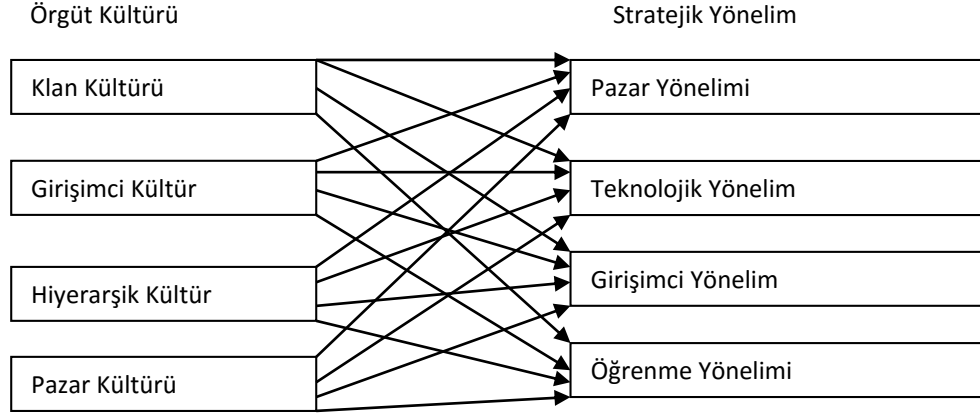 Örgüt Kültürü
Stratejik Yönelim
Klan Kültürü
Pazar Yönelimi
Girişimci Kültür
Teknolojik Yönelim
Hiyerarşik Kültür
Girişimci Yönelim
Pazar Kültürü
Öğrenme Yönelimi